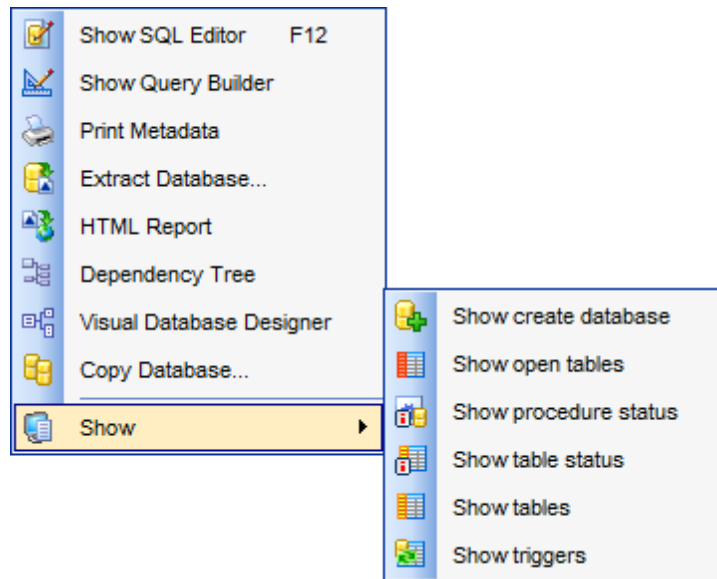 Show SQL Editor F12
Show Query Builder
Print Metadata
Extract Database...
HTML Report
Dependency Tree
Visual Database Designer
Copy Database...
Show
Show create database
Show open tables
Show procedure status
Show table status
Show tables
Show triggers